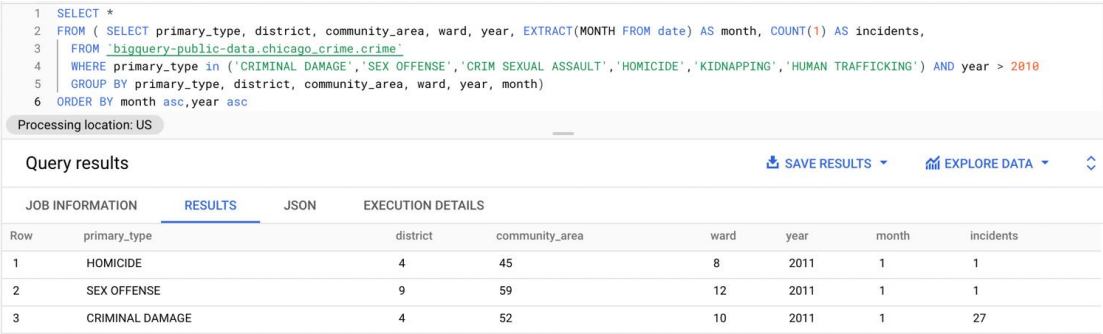 1 SELECT *
2 FROM ( SELECT primary_type, district, community_area, ward, year, EXTRACT(MONTH FROM date) AS month, COUNT(1) AS incidents,
3 FROM `bigquery-public-data.chicago_crime.crime`
4 WHERE primary_type in ('CRIMINAL DAMAGE','SEX OFFENSE','CRIM SEXUAL ASSAULT','HOMICIDE','KIDNAPPING','HUMAN TRAFFICKING') AND year > 2010
5 GROUP BY primary_type, district, community_area, ward, year, month)
6 ORDER BY month asc,year asc
Processing location: US
Query results SAVE RESULTS EXPLORE DATA
JOB INFORMATION RESULTS JSON EXECUTION DETAILS
Row primary_type district community_area ward year month incidents
1 HOMICIDE 4 45 8 2011 1 1
2 SEX OFFENSE 9 59 12 2011 1 1
3 CRIMINAL DAMAGE 4 52 10 2011 1 27